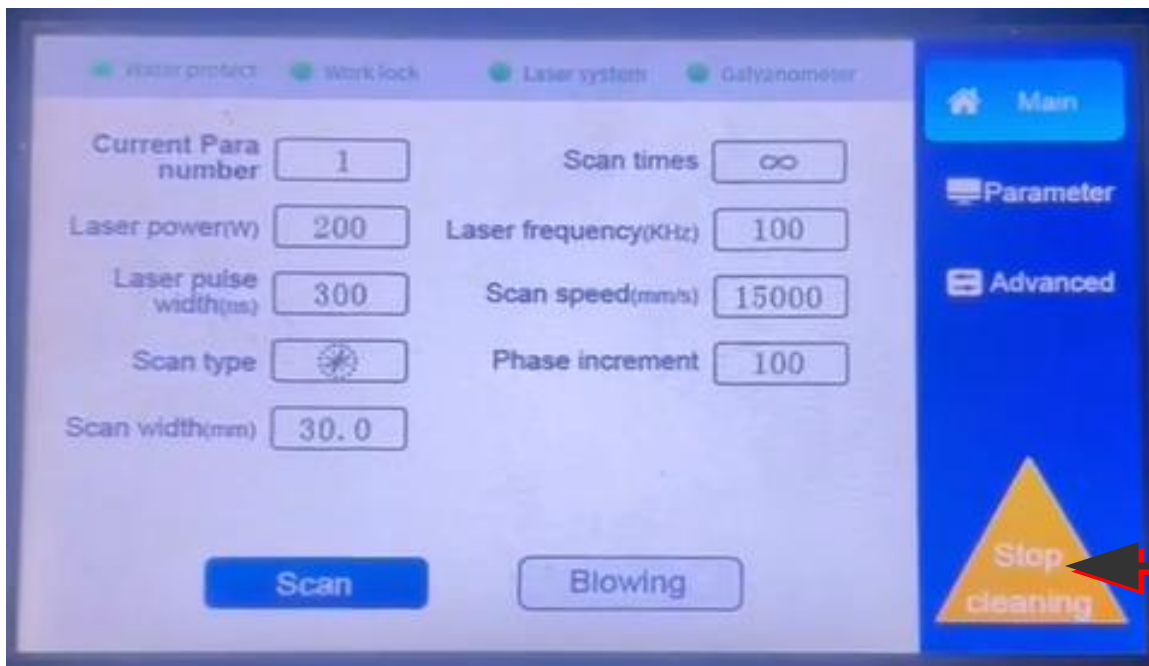 Water protect
Work lock
Laser system
Galvanometer
Current Para
number
1
Scan times
∞
Laser power(W)
200
Laser frequency(KHz)
100
Laser pulse
width(ns)
300
Scan speed(mm/s)
15000
Scan type
Phase increment
100
Scan width(mm)
30.0
Scan
Blowing
Main
Parameter
Advanced
Stop
cleaning